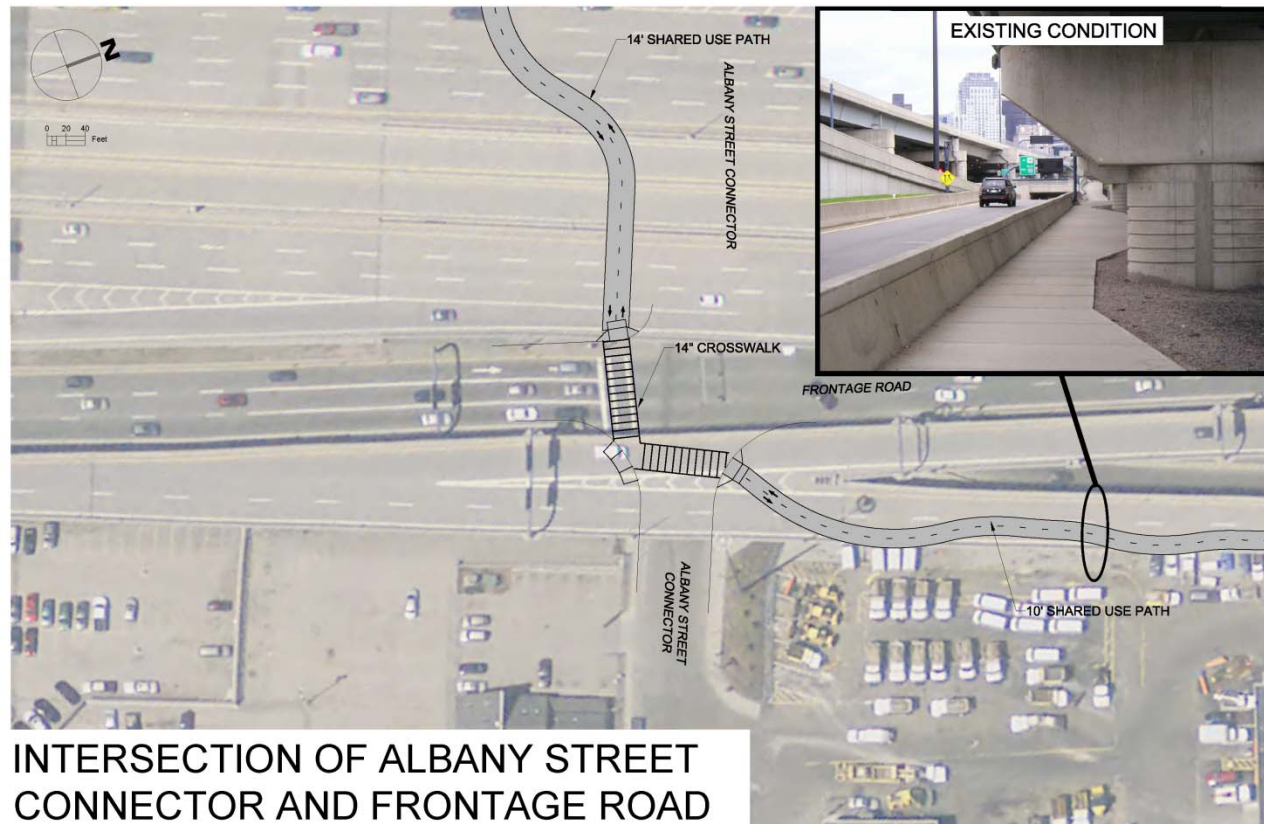 N
0 20 40
Feet
14' SHARED USE PATH
ALBANY STREET
CONNECTOR
EXISTING CONDITION
14" CROSSWALK
FRONTAGE ROAD
ALBANY STREET
CONNECTOR
10' SHARED USE PATH
INTERSECTION OF ALBANY STREET
CONNECTOR AND FRONTAGE ROAD